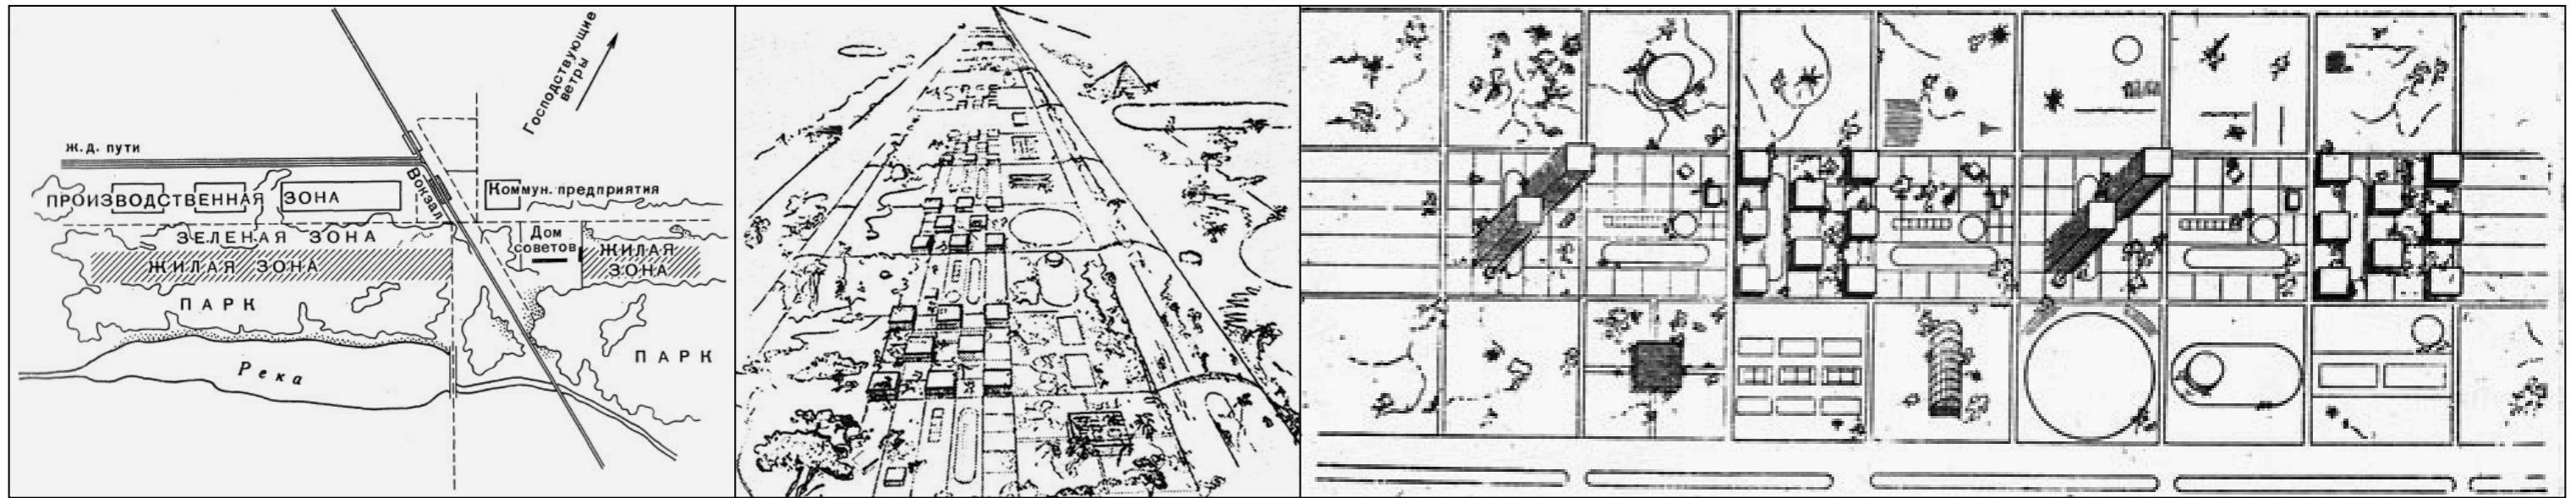 Господствующие
ветры
ж.д. пути
ПРОИЗВОДСТВЕННАЯ ЗОНА
Вокзал
Коммун. предприятия
ЗЕЛЕНАЯ ЗОНА
Дом
советов
ЖИЛАЯ ЗОНА
ЖИЛАЯ
ЗОНА
ПАРК
ПАРК
Река